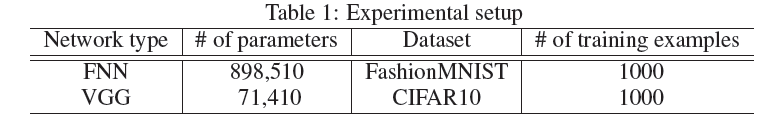 Table 1: Experimental setup
Network type # of parameters Dataset # of training examples
FNN 898,510 FashionMNIST 1000
VGG 71,410 CIFAR10 1000